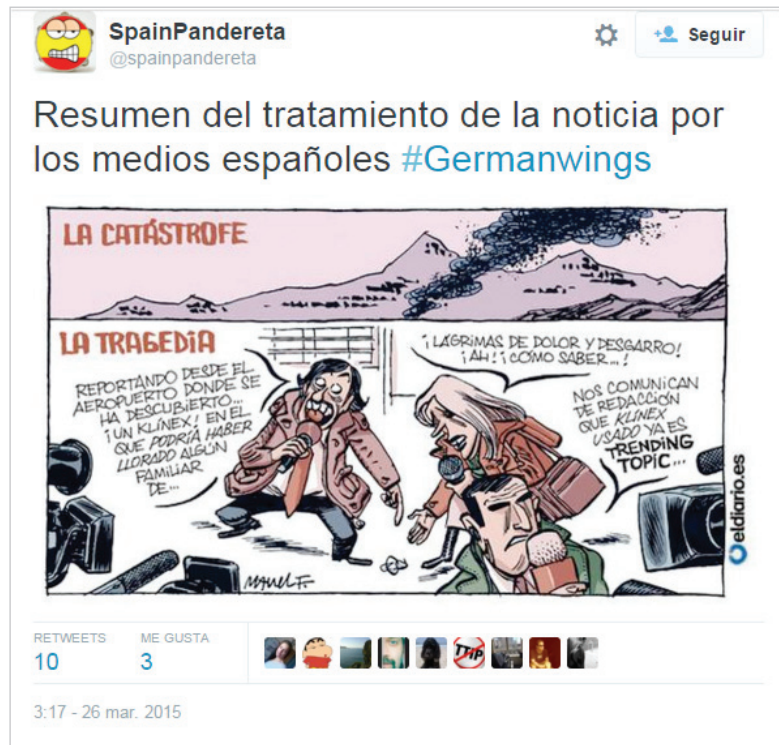 SpainPandereta
@spainpandereta
Seguir
Resumen del tratamiento de la noticia por
los medios españoles #Germanwings
LA CATÁSTROFE
LA TRAGEDIA
REPORTANDO DESDE EL
AEROPUERTO DONDE SE
HA DESCUBIERTO...
¡UN KLÍNEX! EN EL
QUE PODRÍA HABER
LLORADO ALGÚN
FAMILIAR
DE...
¡LÁGRIMAS DE DOLOR Y DESGARRO!
¡AH! ¡CÓMO SABER...!
NOS COMUNICAN
DE REDACCIÓN
QUE KLÍNEX
USADO YA ES
TRENDING
TOPIC...
eldiario.es
MANEL F.
RETWEETS
10
ME GUSTA
3
TTIP
3:17 - 26 mar. 2015